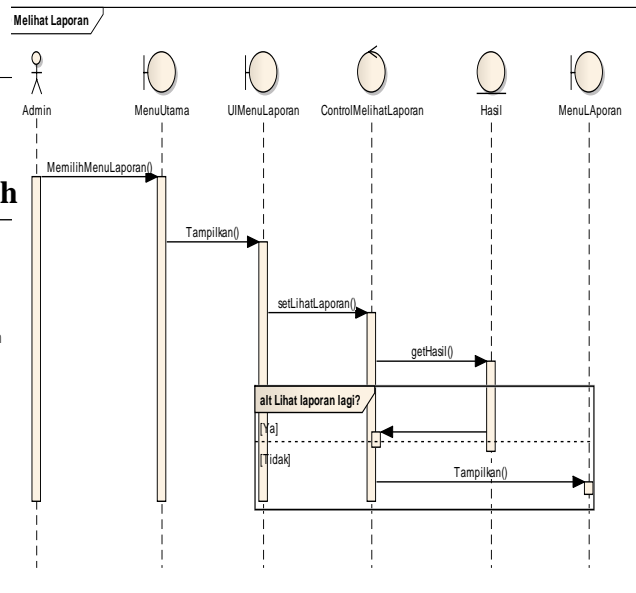 Melihat Laporan
Admin
MenuUtama
UIMenuLaporan
ControlMelihatLaporan
Hasil
MenuLAporan
MemilihMenuLaporan()
h
Tampilkan()
setLihatLaporan()
getHasil()
alt Lihat laporan lagi?
[Ya]
[Tidak]
Tampilkan()